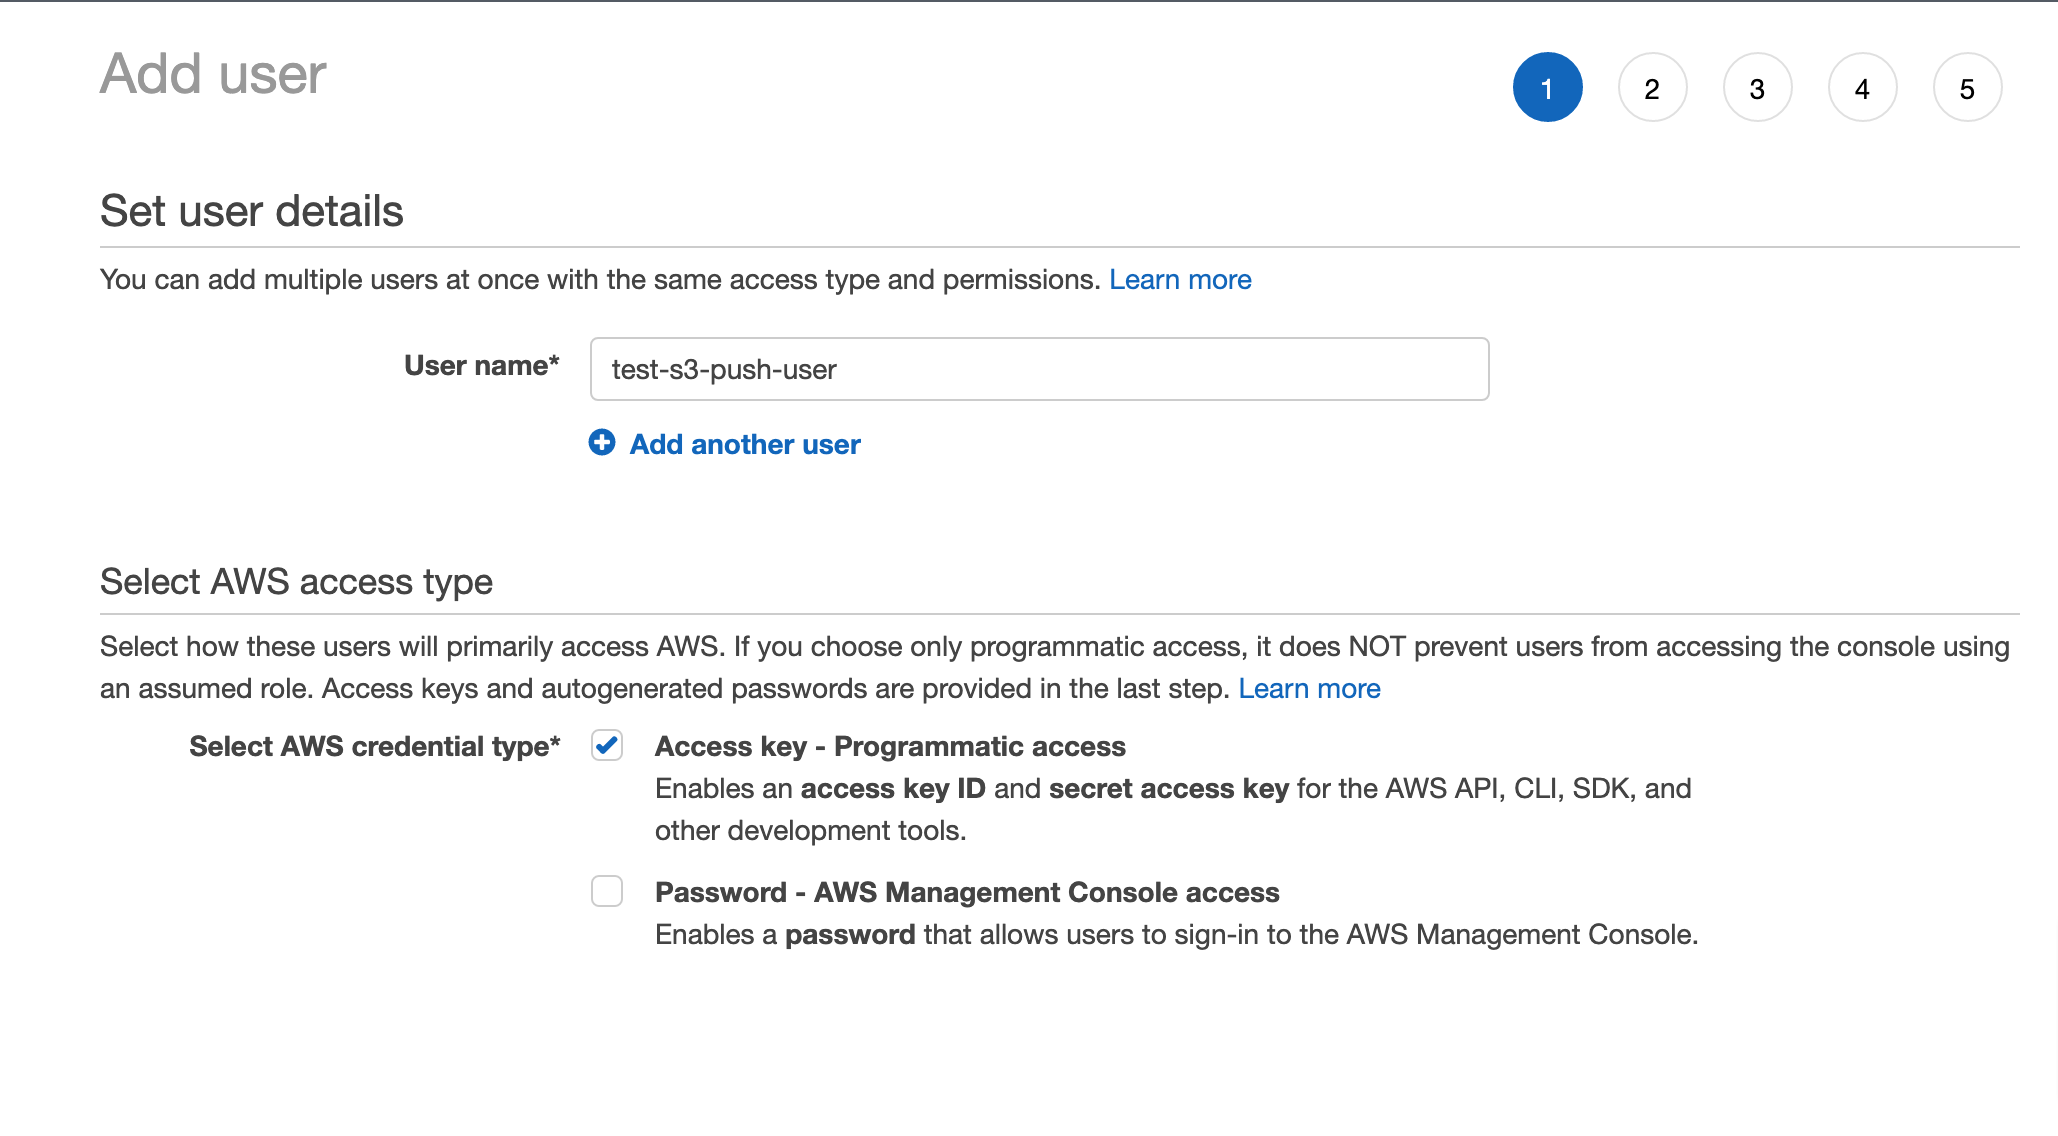 Add user
1 2 3 4 5
Set user details
You can add multiple users at once with the same access type and permissions. Learn more
User name* test-s3-push-user
Add another user
Select AWS access type
Select how these users will primarily access AWS. If you choose only programmatic access, it does NOT prevent users from accessing the console using
an assumed role. Access keys and autogenerated passwords are provided in the last step. Learn more
Select AWS credential type* Access key - Programmatic access
Enables an access key ID and secret access key for the AWS API, CLI, SDK, and
other development tools.
Password - AWS Management Console access
Enables a password that allows users to sign-in to the AWS Management Console.